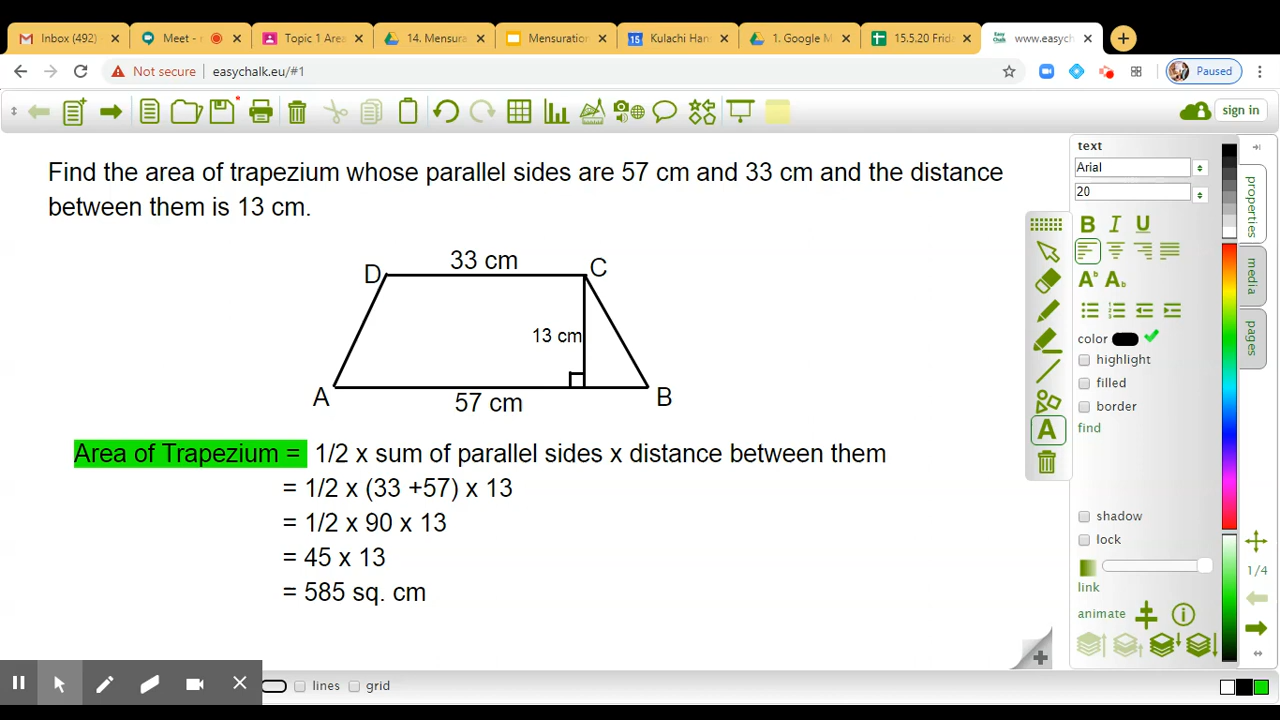 Inbox (492)
Meet - 
Topic 1 Area
14. Mensura
Mensuration
Kulachi Han
1. Google M
15.5.20 Frida
www.easych
Not secure | easychalk.eu/#1
Paused
sign in
Find the area of trapezium whose parallel sides are 57 cm and 33 cm and the distance
between them is 13 cm.
33 cm
D
C
13 cm
A
57 cm
B
Area of Trapezium = 1/2 x sum of parallel sides x distance between them
= 1/2 x (33 +57) x 13
= 1/2 x 90 x 13
= 45 x 13
= 585 sq. cm
text
Arial
20
B I U
A
color
highlight
filled
border
find
shadow
lock
link
animate
properties
media
pages
1/4
lines
grid